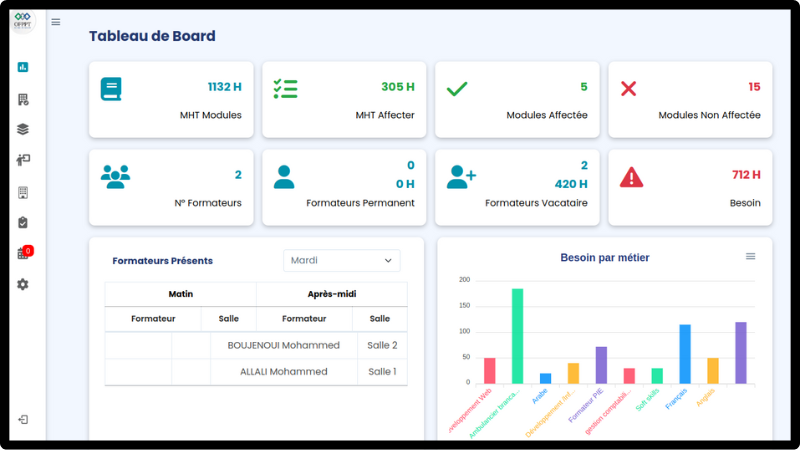 OFPPT
Tableau de Board
1132 H
MHT Modules
305 H
MHT Affecter
5
Modules Affectée
15
Modules Non Affectée
2
N° Formateurs
0
0 H
Formateurs Permanent
2
420 H
Formateurs Vacataire
712 H
Besoin
0
Formateurs Présents
Mardi
Matin
Après-midi
Formateur
Salle
Formateur
Salle
BOUJENOUI Mohammed
Salle 2
ALLALI Mohammed
Salle 1
Besoin par métier
200
150
100
50
0
veloppement Web
Ambulancier branca...
Arabe
Développement Inf...
Formateur PIE
gestion comptabili...
Soft skills
Français
Anglais